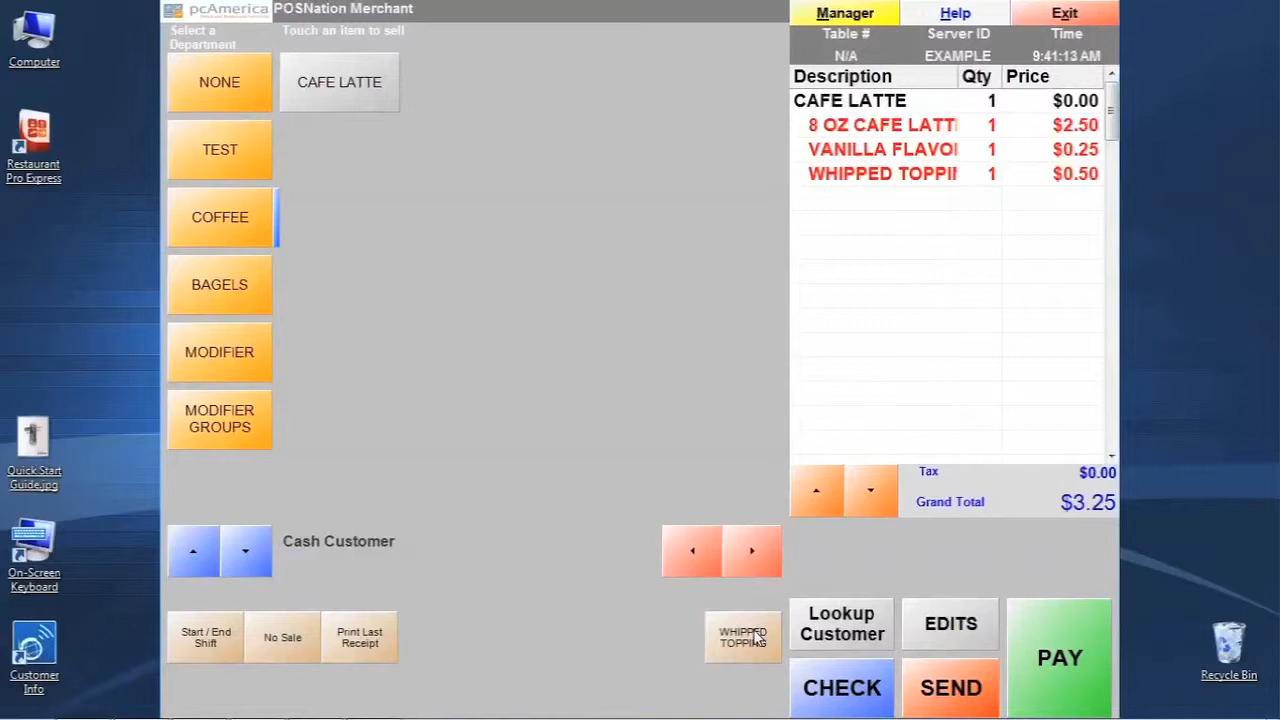 Computer
Restaurant
Pro Express
Quick Start
Guide.jpg
On-Screen
Keyboard
Customer
Info
pcAmerica
POSNation Merchant
Select a
Department
Touch an item to sell
NONE
CAFE LATTE
TEST
COFFEE
BAGELS
MODIFIER
MODIFIER
GROUPS
Cash Customer
Start / End
Shift
No Sale
Print Last
Receipt
WHIPPED
TOPPING
Manager
Help
Exit
Table #
Server ID
Time
N/A
EXAMPLE
9:41:13 AM
Description
Qty
Price
CAFE LATTE 1 $0.00
8 OZ CAFE LATT 1 $2.50
VANILLA FLAVO 1 $0.25
WHIPPED TOPPI 1 $0.50
Tax $0.00
Grand Total $3.25
Lookup
Customer
EDITS
PAY
CHECK
SEND
Recycle Bin